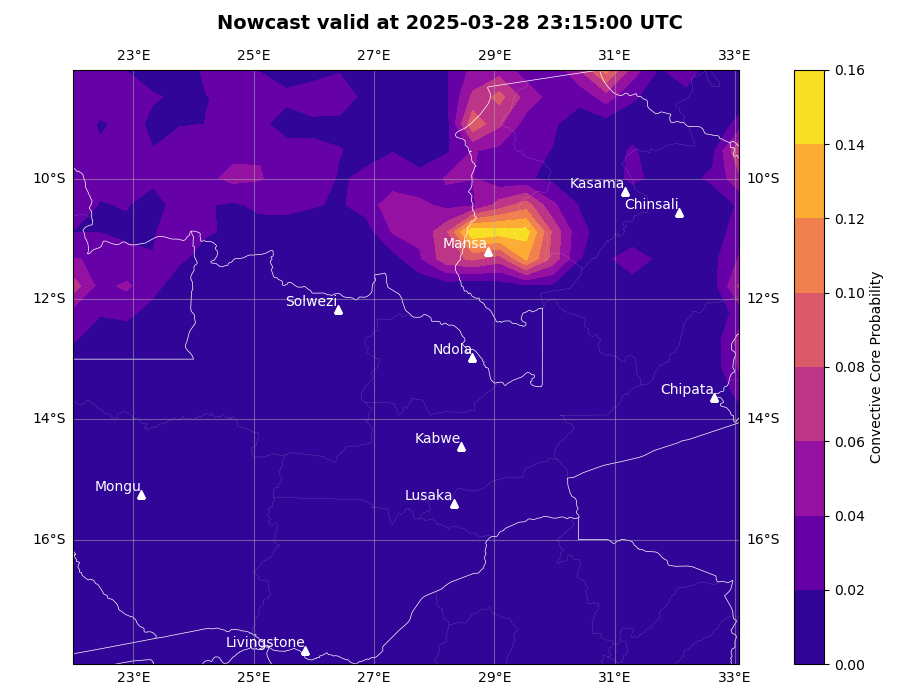 Nowcast valid at 2025-03-28 23:15:00 UTC
23°E 25°E 27°E 29°E 31°E 33°E
0.16
0.14
0.12
0.10
0.08
0.06
0.04
0.02
0.00
Convective Core Probability
10°S 10°S
12°S 12°S
14°S 14°S
16°S 16°S
Kasama
Chinsali
Mansa
Solwezi
Ndola
Chipata
Kabwe
Mongu
Lusaka
Livingstone
23°E 25°E 27°E 29°E 31°E 33°E